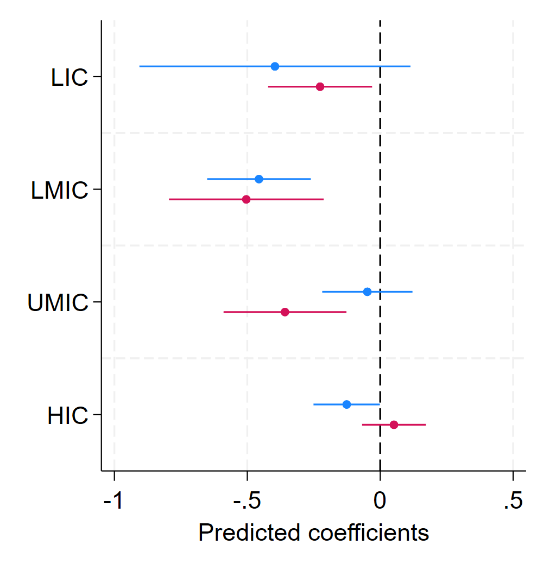 LIC
LMIC
UMIC
HIC
-1 -.5 0 .5
Predicted coefficients